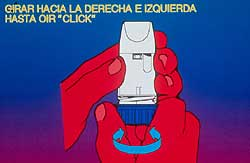 GIRAR HACIA LA DERECHA E IZQUIERDA
HASTA OIR "CLICK"